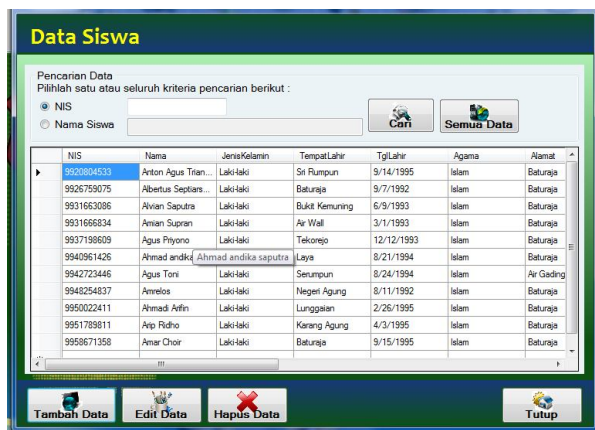 Data Siswa
Pencarian Data
Pilihlah satu atau seluruh kriteria pencarian berikut :
NIS
Nama Siswa
Cari
Semua Data
NIS Nama JenisKelamin TempatLahir TglLahir Agama Alamat
9920804533 Anton Agus Trian... Laki-laki Sri Rumpun 9/14/1995 Islam Baturaja
9926759075 Albertus Septiars... Laki-laki Baturaja 9/7/1992 Islam Baturaja
9931663086 Alvian Saputra Laki-laki Bukit Kemuning 6/9/1993 Islam Baturaja
9931666834 Amian Supran Laki-laki Air Wall 3/1/1993 Islam Baturaja
9937198609 Agus Priyono Laki-laki Tekorejo 12/12/1993 Islam Baturaja
9940961426 Ahmad andika Ahmad andika saputra Laya 8/21/1994 Islam Baturaja
9942723446 Agus Toni Laki-laki Serumpun 8/24/1994 Islam Air Gading
9948254837 Amrelos Laki-laki Negeri Agung 8/11/1992 Islam Baturaja
9950022411 Ahmadi Arifin Laki-laki Lunggaian 2/26/1995 Islam Baturaja
9951789811 Arip Ridho Laki-laki Karang Agung 4/3/1995 Islam Baturaja
9958671358 Amar Choir Laki-laki Baturaja 9/15/1995 Islam Baturaja
Tambah Data Edit Data Hapus Data Tutup